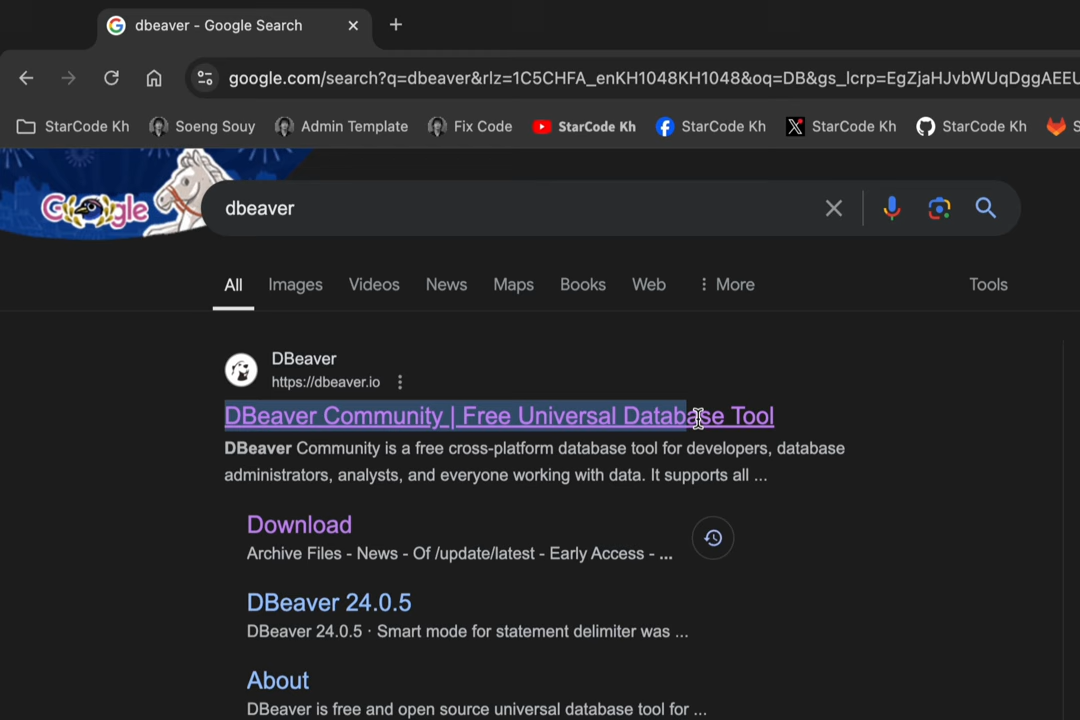 dbeaver - Google Search
google.com/search?q=dbeaver&rlz=1C5CHFA_enKH1048KH1048&oq=DB&gs_lcrp=EgZjaHJvbWUqDggAEEU
StarCode Kh Soeng Souy Admin Template Fix Code StarCode Kh StarCode Kh StarCode Kh StarCode Kh S
Google
dbeaver
All Images Videos News Maps Books Web More Tools
DBeaver
https://dbeaver.io
DBeaver Community | Free Universal Database Tool
DBeaver Community is a free cross-platform database tool for developers, database
administrators, analysts, and everyone working with data. It supports all ...
Download
Archive Files - News - Of /update/latest - Early Access - ...
DBeaver 24.0.5
DBeaver 24.0.5 · Smart mode for statement delimiter was ...
About
DBeaver is free and open source universal database tool for ...